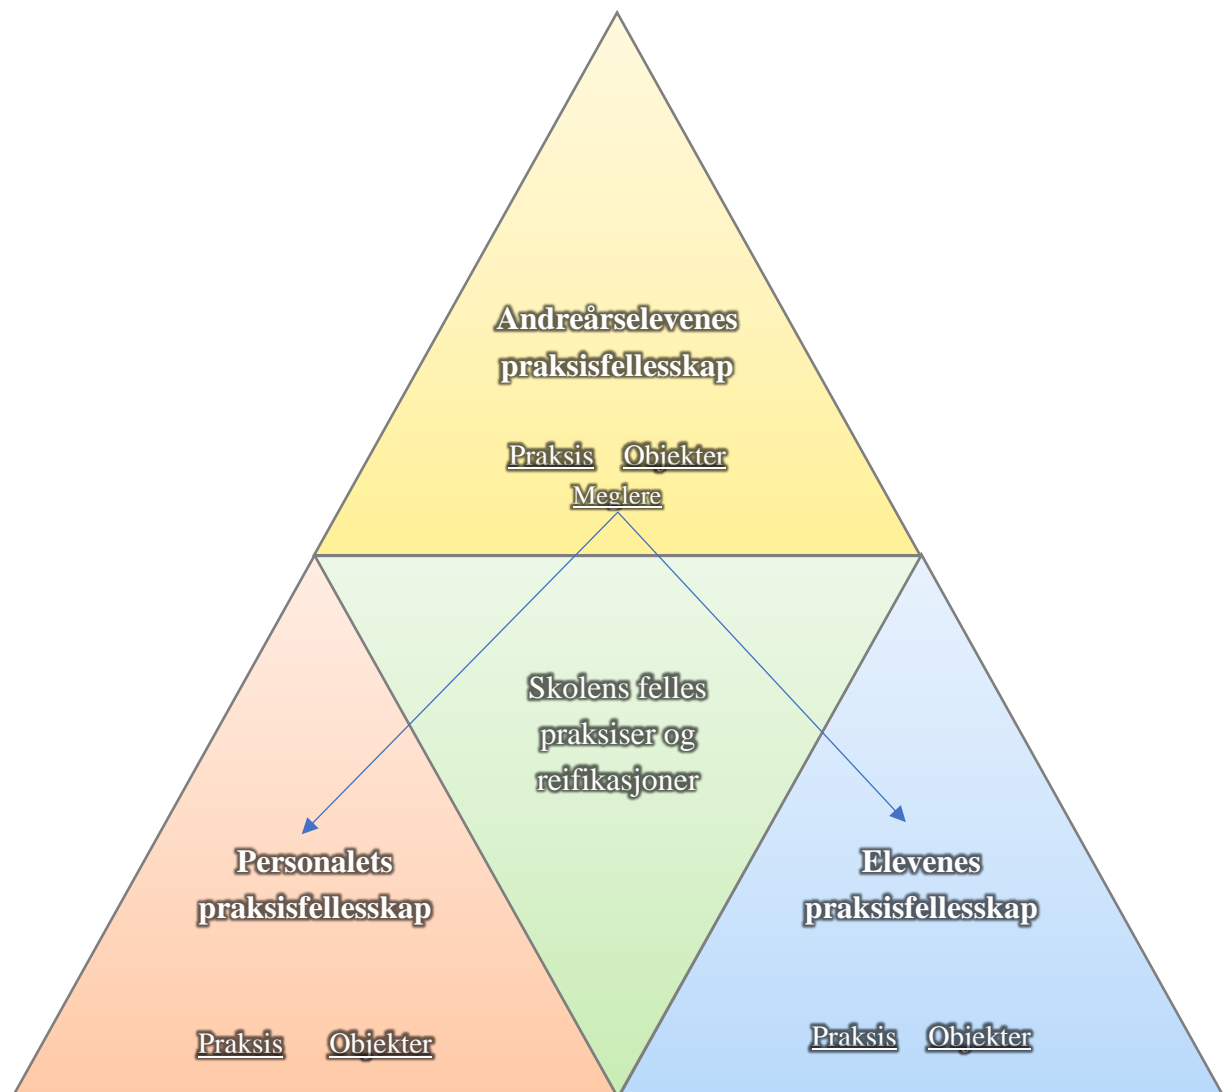 Andreårselevenes
praksisfellesskap
Praksis Objekter
Meglere
Skolens felles
praksiser og
reifikasjoner
Personalets
praksisfellesskap
Praksis Objekter
Elevenes
praksisfellesskap
Praksis Objekter